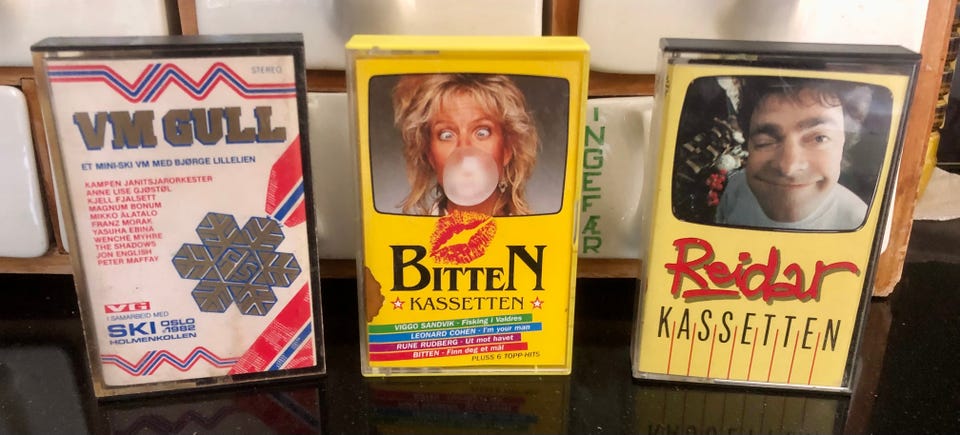 STEREO
VM GULL
ET MINI-SKI VM MED BJØRGE LILLELIEN
KAMPEN JANITSJARORKESTER
ANNE LISE GJØSTØL
KJELL FJALSETT
MAGNUM BONUM
MIKKO ALATALO
FRANZ MORAK
YASUHA EBINA
WENCHE MYHRE
THE SHADOWS
JON ENGLISH
PETER MAFFAY
VG
I SAMARBEID MED
SKI OSLO 1982
HOLMENKOLLEN
BITTEN
KASSETTEN
VIGGO SANDVIK - Fisking i Valdres
LEONARD COHEN - I'm your man
RUNE RUDBERG - Ut mot havet
BITTEN - Finn deg et mål
PLUSS 6 TOPP-HITS
INGEFÆR
Reidar
KASSETTEN